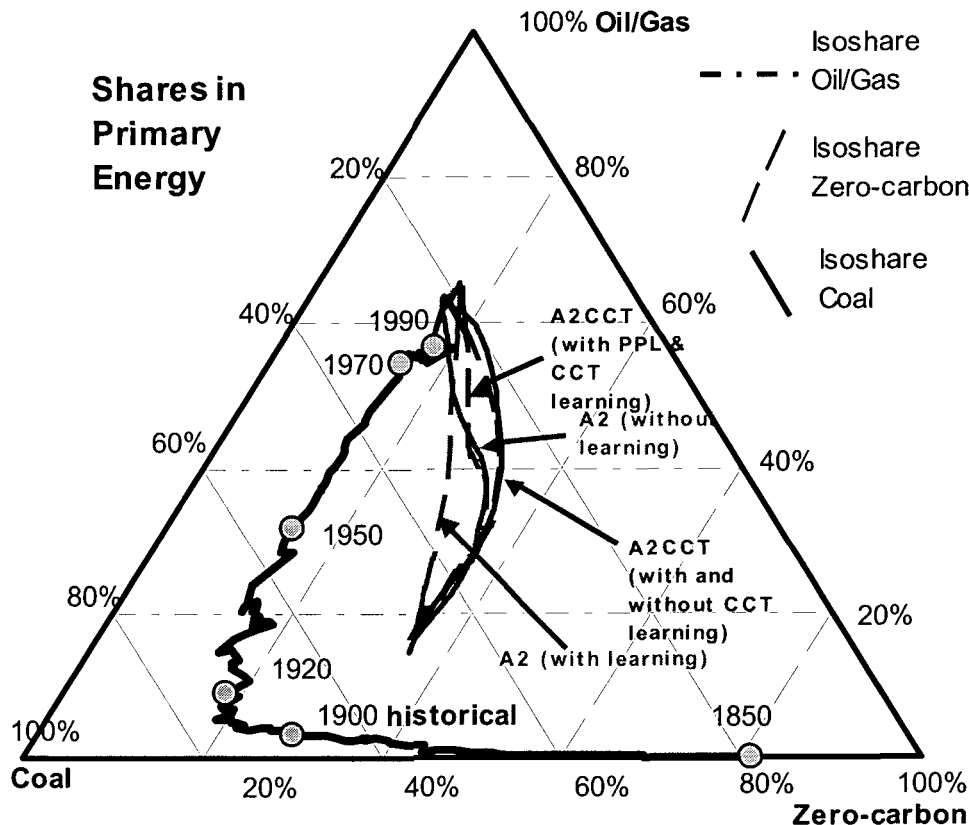 100% Oil/Gas
Shares in
Primary
Energy
Isoshare
Oil/Gas
Isoshare
Zero-carbon
Isoshare
Coal
20%
80%
40%
60%
1990
1970
A2CCT
(with PPL &
CCT
learning)
A2 (without
learning)
60%
40%
1950
A2CCT
(with and
without CCT
learning)
80%
20%
A2 (with learning)
1920
1900 historical
1850
100%
Coal
20%
40%
60%
80%
100%
Zero-carbon